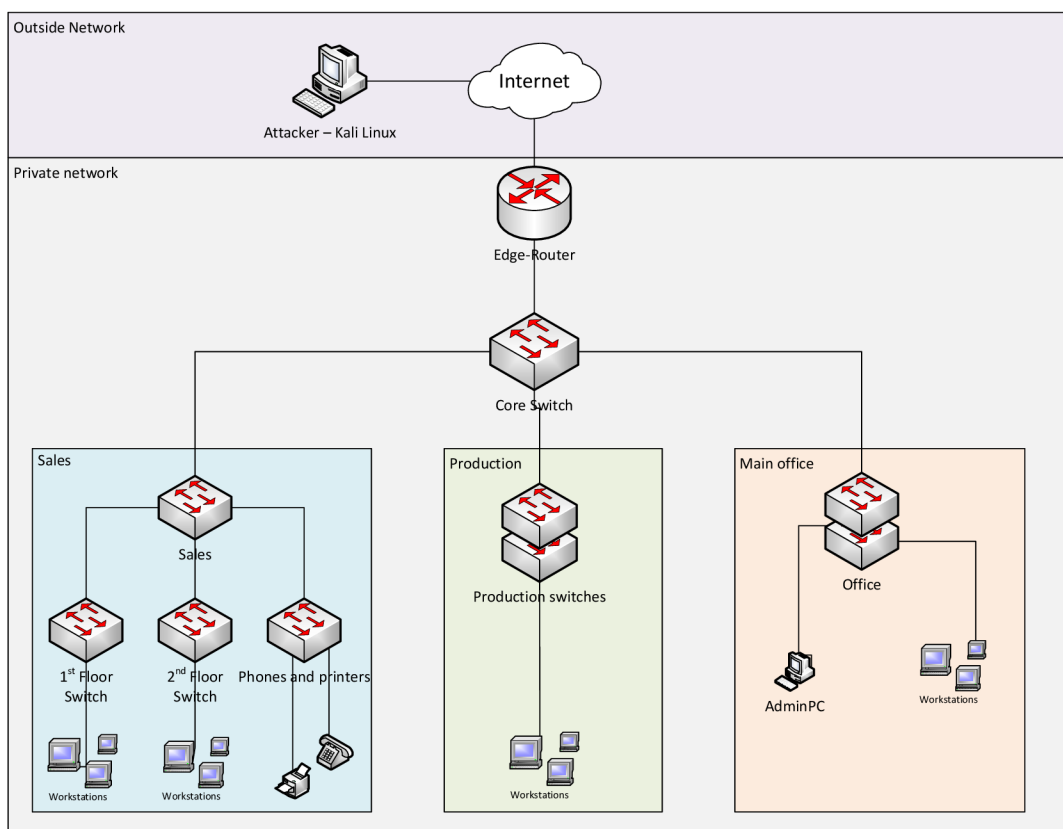 Outside Network
Internet
Attacker – Kali Linux
Private network
Edge-Router
Core Switch
Sales
Sales
1st Floor
Switch
2nd Floor
Switch
Phones and printers
Workstations
Workstations
Production
Production switches
Workstations
Main office
Office
AdminPC
Workstations